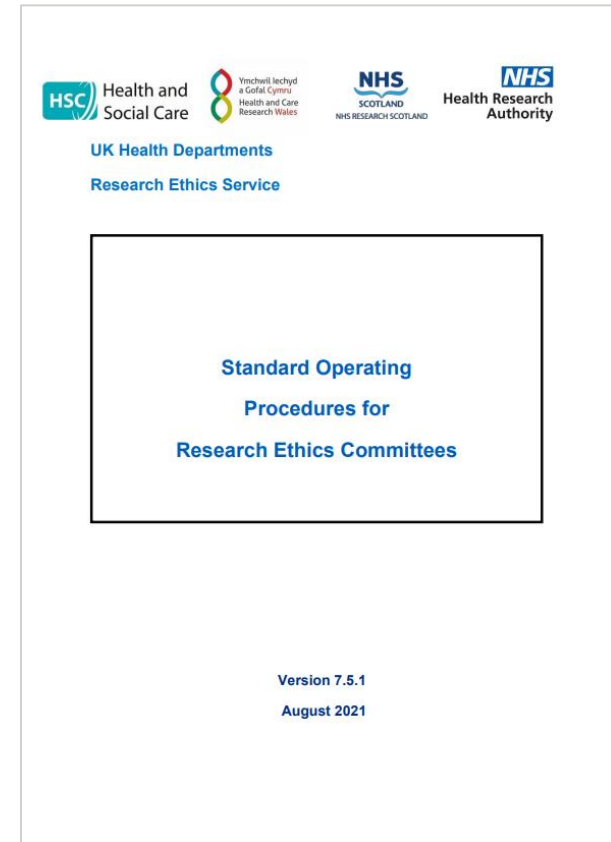 HSC Health and
Social Care
Ymchwil Iechyd
a Gofal Cymru
Health and Care
Research Wales
NHS
SCOTLAND
NHS RESEARCH SCOTLAND
NHS
Health Research
Authority
UK Health Departments
Research Ethics Service
Standard Operating
Procedures for
Research Ethics Committees
Version 7.5.1
August 2021